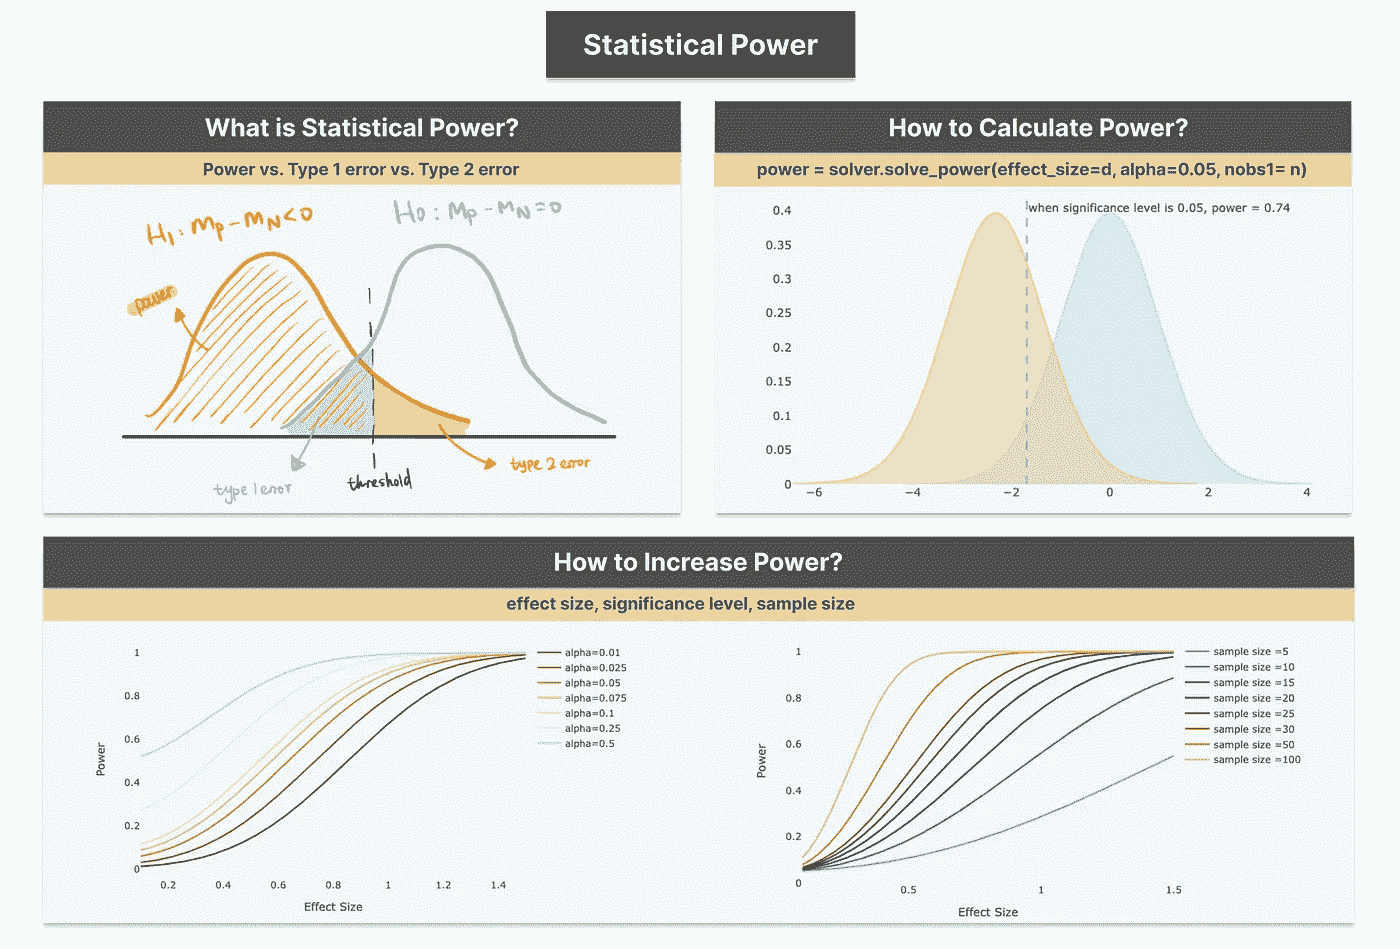 Statistical Power
What is Statistical Power?
Power vs. Type 1 error vs. Type 2 error
H1: Mp - MN < 0
H0: Mp - MN = 0
power
type 1 error
threshold
type 2 error
How to Calculate Power?
power = solver.solve_power(effect_size=d, alpha=0.05, nobs1= n)
when significance level is 0.05, power = 0.74
0.4
0.35
0.3
0.25
0.2
0.15
0.1
0.05
0
−6 −4 −2 0 2 4
How to Increase Power?
effect size, significance level, sample size
Power
1
0.8
0.6
0.4
0.2
0
0.2 0.4 0.6 0.8 1 1.2 1.4
Effect Size
alpha=0.01
alpha=0.025
alpha=0.05
alpha=0.075
alpha=0.1
alpha=0.25
alpha=0.5
Power
1
0.8
0.6
0.4
0.2
0
0.5 1 1.5
Effect Size
sample size =5
sample size =10
sample size =15
sample size =20
sample size =25
sample size =30
sample size =50
sample size =100